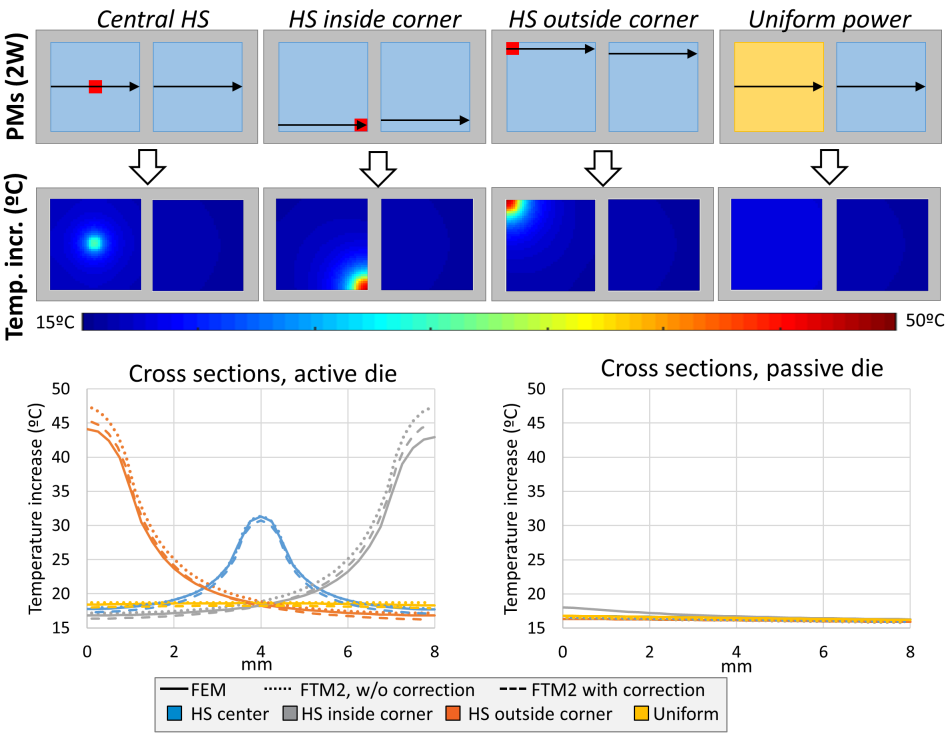 Central HS
HS inside corner
HS outside corner
Uniform power
PMs (2W)
Temp. incr. (ºC)
15ºC
50ºC
Cross sections, active die
Temperature increase (ºC)
50
45
40
35
30
25
20
15
0
2
4
6
8
mm
Cross sections, passive die
Temperature increase (ºC)
50
45
40
35
30
25
20
15
0
2
4
6
8
mm
FEM
FTM2, w/o correction
FTM2 with correction
HS center
HS inside corner
HS outside corner
Uniform